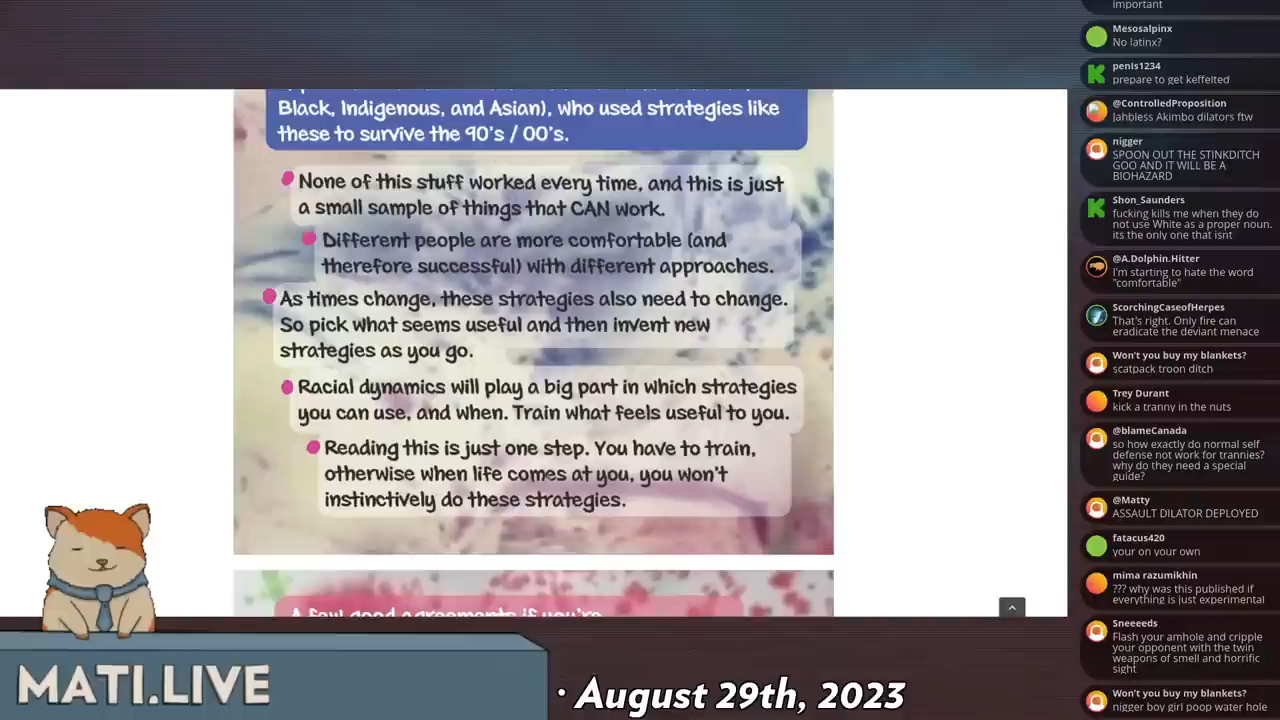 Black, Indigenous, and Asian), who used strategies like
these to survive the 90's / 00's.
None of this stuff worked every time, and this is just
a small sample of things that CAN work.
Different people are more comfortable (and
therefore successful) with different approaches.
As times change, these strategies also need to change.
So pick what seems useful and then invent new
strategies as you go.
Racial dynamics will play a big part in which strategies
you can use, and when. Train what feels useful to you.
Reading this is just one step. You have to train,
otherwise when life comes at you, you won't
instinctively do these strategies.
A few good agreements if you're
MATI.LIVE
· August 29th, 2023
important
Mesosalpinx
No latinx?
penis1234
prepare to get keffelted
@ControlledProposition
Jahbless Akimbo dilators ftw
nigger
SPOON OUT THE STINKDITCH
GOO AND IT WILL BE A
BIOHAZARD
Shon_Saunders
fucking kills me when they do
not use White as a proper noun.
its the only one that isnt
@A.Dolphin.Hitter
I'm starting to hate the word
"comfortable"
ScorchingCaseofHerpes
That's right. Only fire can
eradicate the deviant menace
Won't you buy my blankets?
scatpack troon ditch
Trey Durant
kick a tranny in the nuts
@blameCanada
so how exactly do normal self
defense not work for trannies?
why do they need a special
guide?
@Matty
ASSAULT DILATOR DEPLOYED
fatacus420
your on your own
mima razumikhin
??? why was this published if
everything is just experimental
Sneeeeds
Flash your amhole and cripple
your opponent with the twin
weapons of smell and horrific
sight
Won't you buy my blankets?
nigger boy girl poop water hole